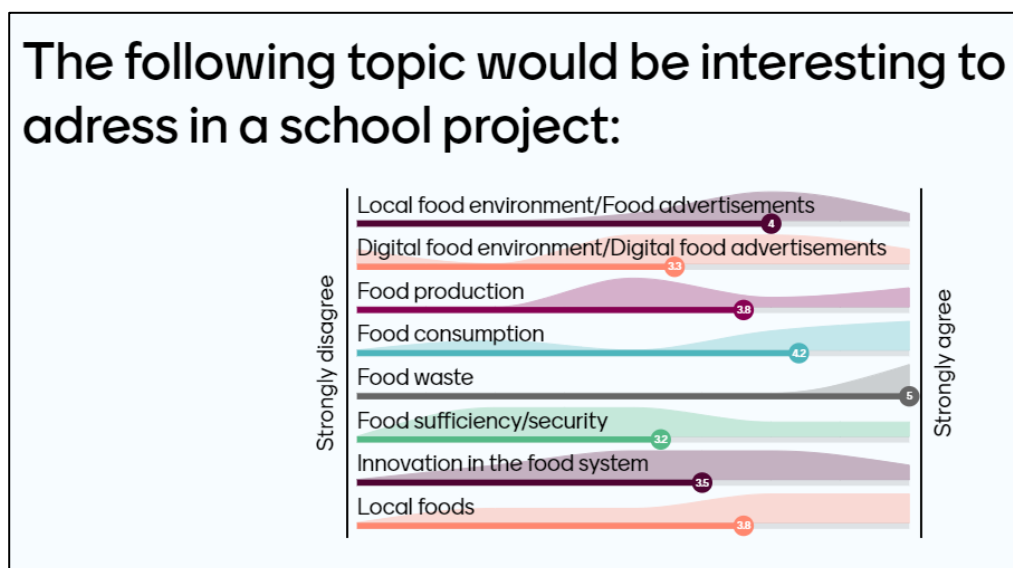 The following topic would be interesting to
adress in a school project:
Strongly disagree
Local food environment/Food advertisements
4
Digital food environment/Digital food advertisements
3.3
Food production
3.8
Food consumption
4.2
Food waste
5
Food sufficiency/security
3.2
Innovation in the food system
3.5
Local foods
3.8
Strongly agree